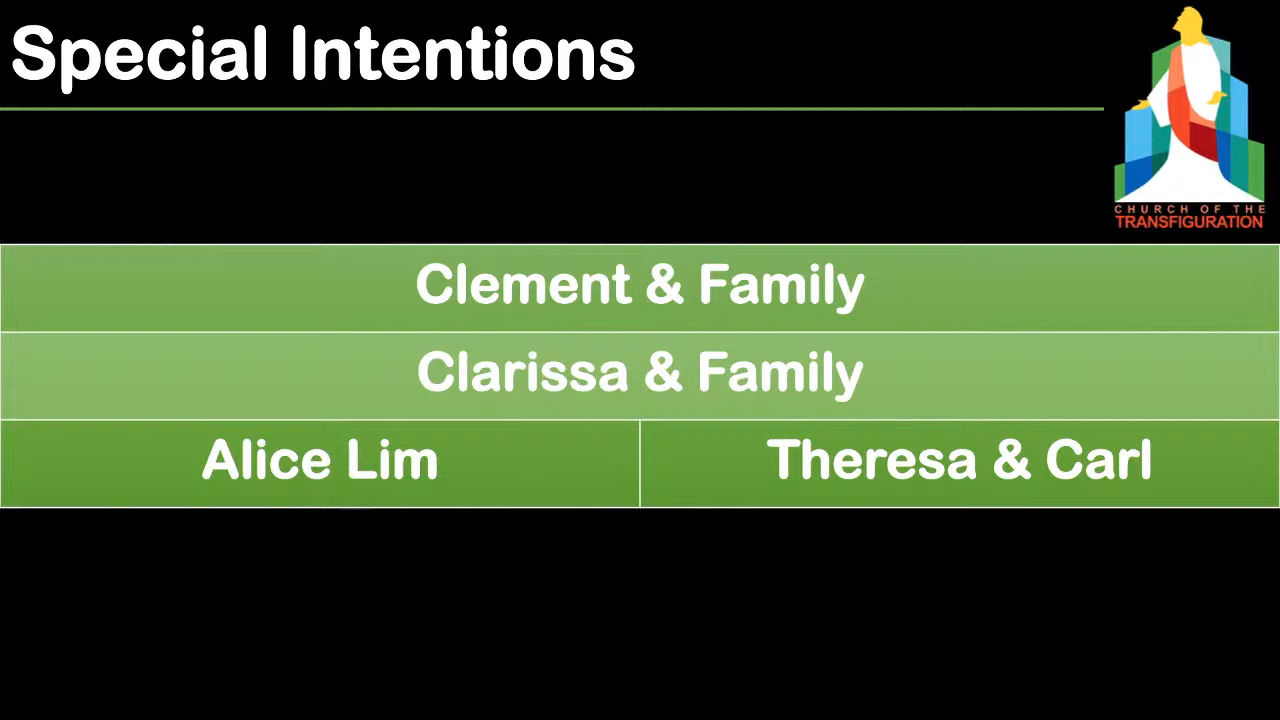 Special Intentions
CHURCH OF THE
TRANSFIGURATION
Clement & Family
Clarissa & Family
Alice Lim
Theresa & Carl